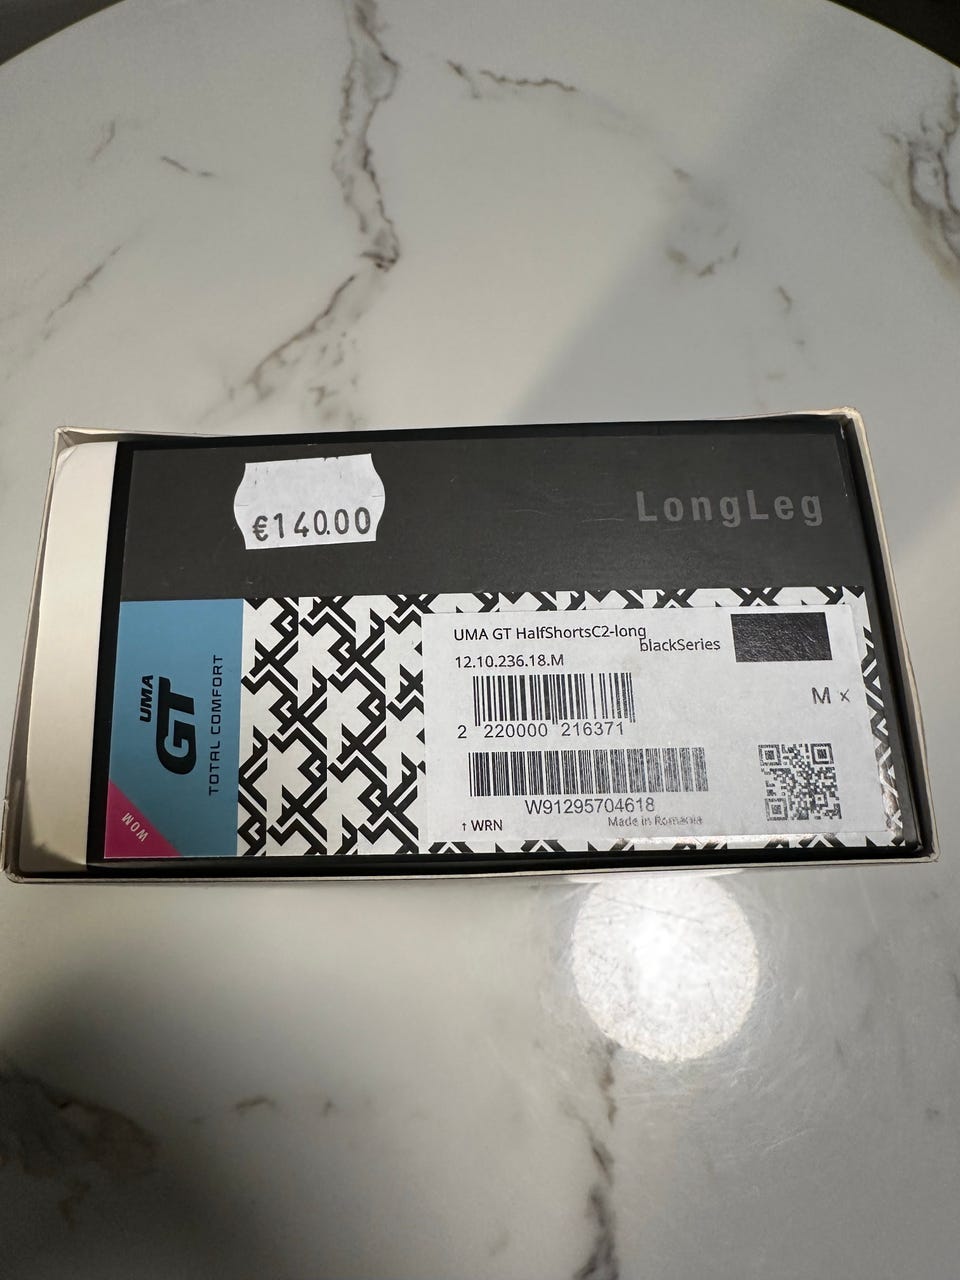 €140.00
LongLeg
UMA
GT
TOTAL COMFORT
WOM
UMA GT HalfShortsC2-long
blackSeries
12.10.236.18.M
M ×
2 220000 216371
W91295704618
↑ WRN
Made in Romania